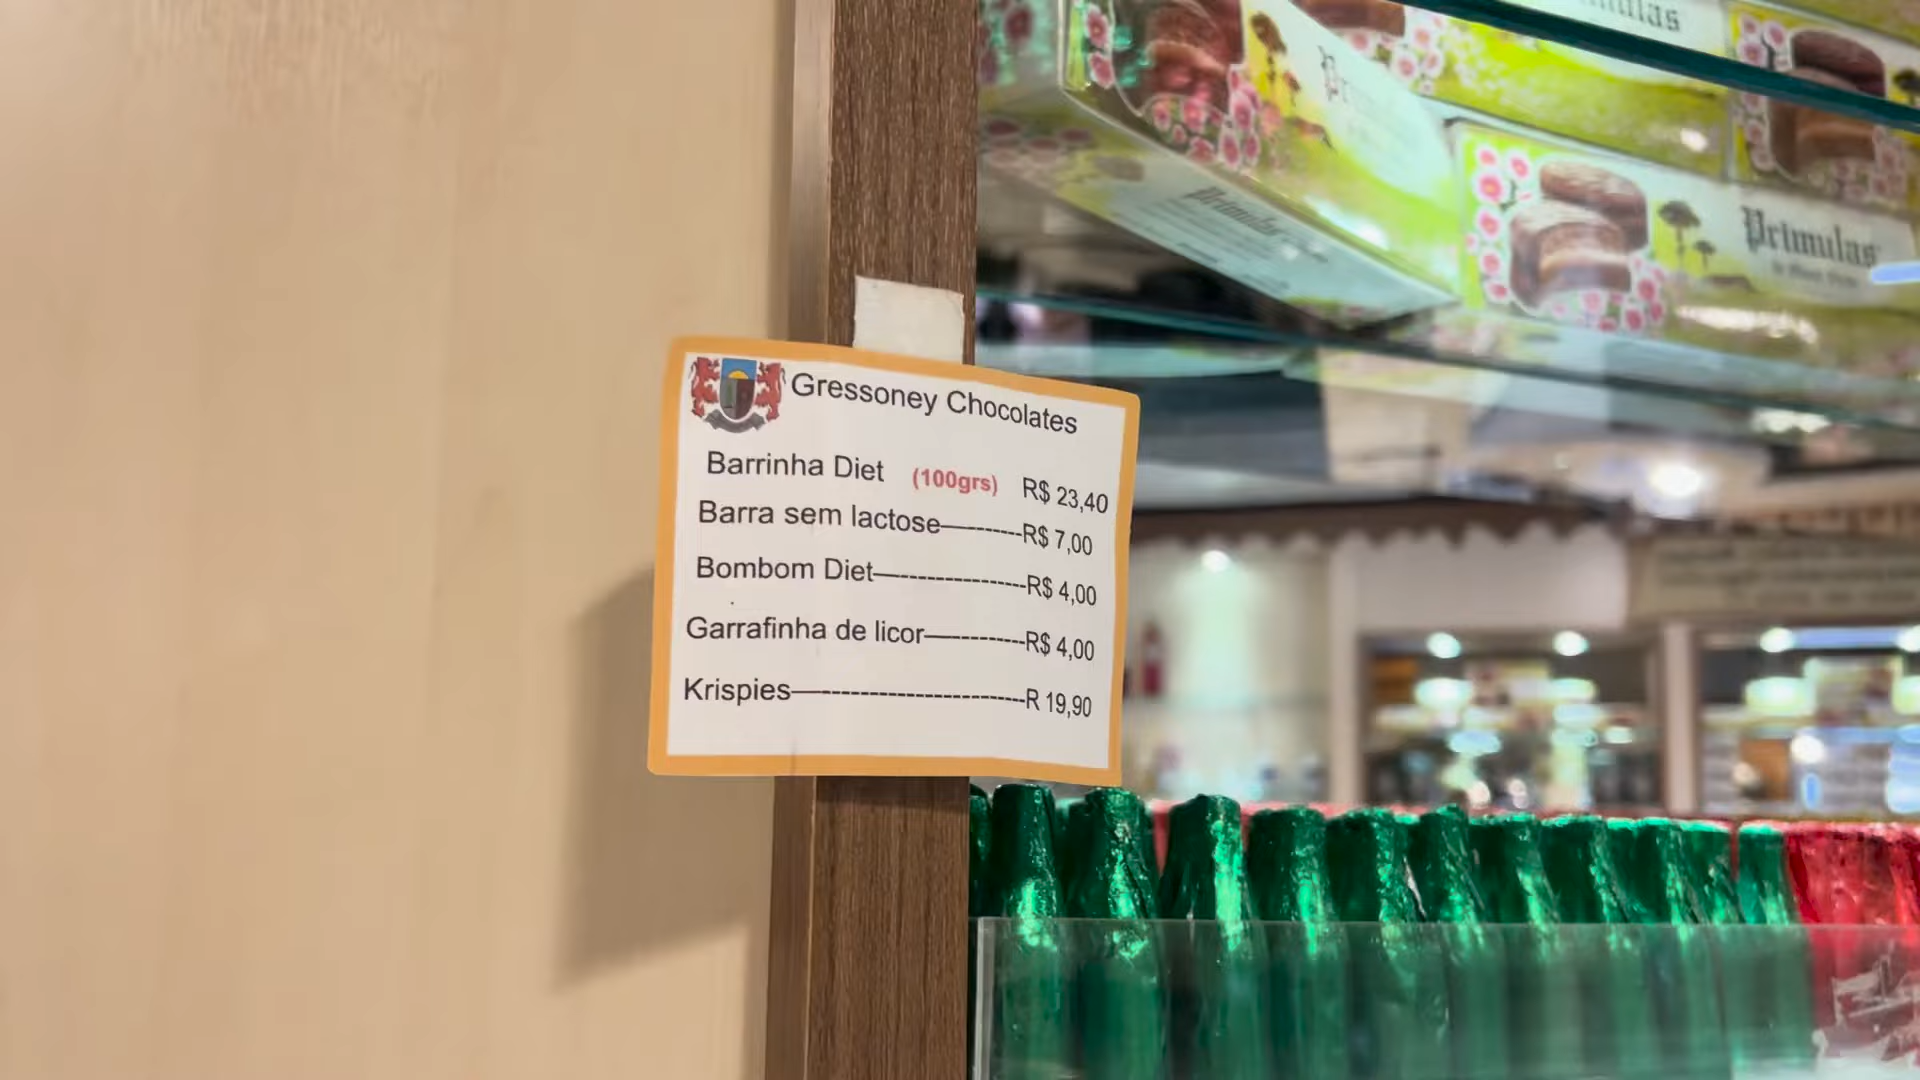 Primulas
Primulas
Gressoney Chocolates
Barrinha Diet (100grs) R$ 23,40
Barra sem lactose---------R$ 7,00
Bombom Diet------------------R$ 4,00
Garrafinha de licor------------R$ 4,00
Krispies---------------------------R 19,90